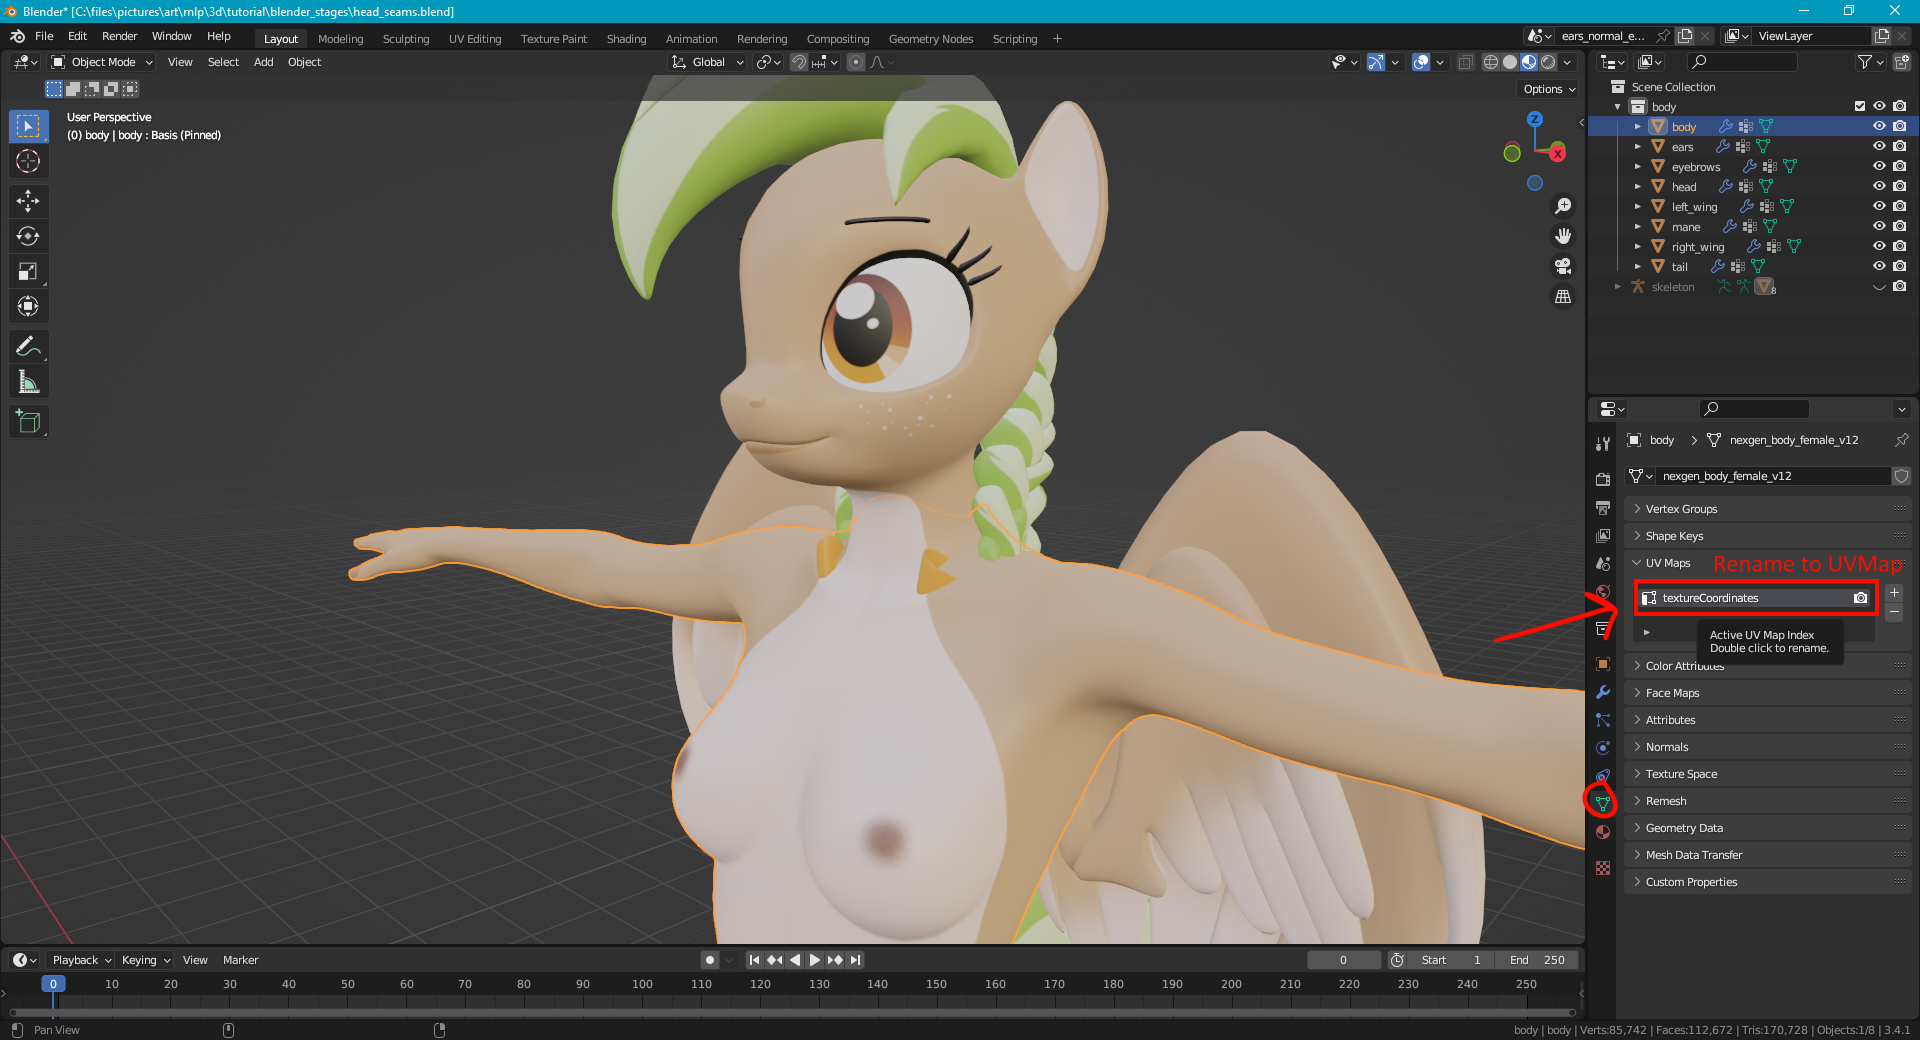 Blender* [C:\files\pictures\art\mlp\3d\tutorial\blender_stages\head_seams.blend]
File Edit Render Window Help Layout Modeling Sculpting UV Editing Texture Paint Shading Animation Rendering Compositing Geometry Nodes Scripting + ears_normal_e... ViewLayer
Object Mode View Select Add Object Global
Options
User Perspective
(0) body | body : Basis (Pinned)
Z
X
Scene Collection
body
body
ears
eyebrows
head
left_wing
mane
right_wing
tail
skeleton 8
body > nexgen_body_female_v12
nexgen_body_female_v12
Vertex Groups
Shape Keys
UV Maps Rename to UVMap
textureCoordinates
Active UV Map Index
Double click to rename.
Color Attributes
Face Maps
Attributes
Normals
Texture Space
Remesh
Geometry Data
Mesh Data Transfer
Custom Properties
Playback Keying View Marker 0 Start 1 End 250
0 10 20 30 40 50 60 70 80 90 100 110 120 130 140 150 160 170 180 190 200 210 220 230 240 250
Pan View body | body | Verts:85,742 | Faces:112,672 | Tris:170,728 | Objects:1/8 | 3.4.1